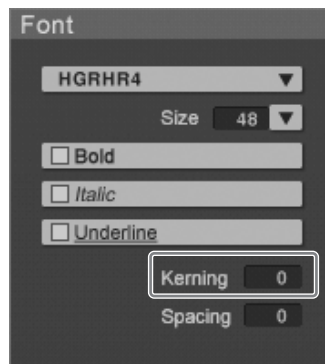 Font
HGRHR4
Size 48
Bold
Italic
Underline
Kerning 0
Spacing 0